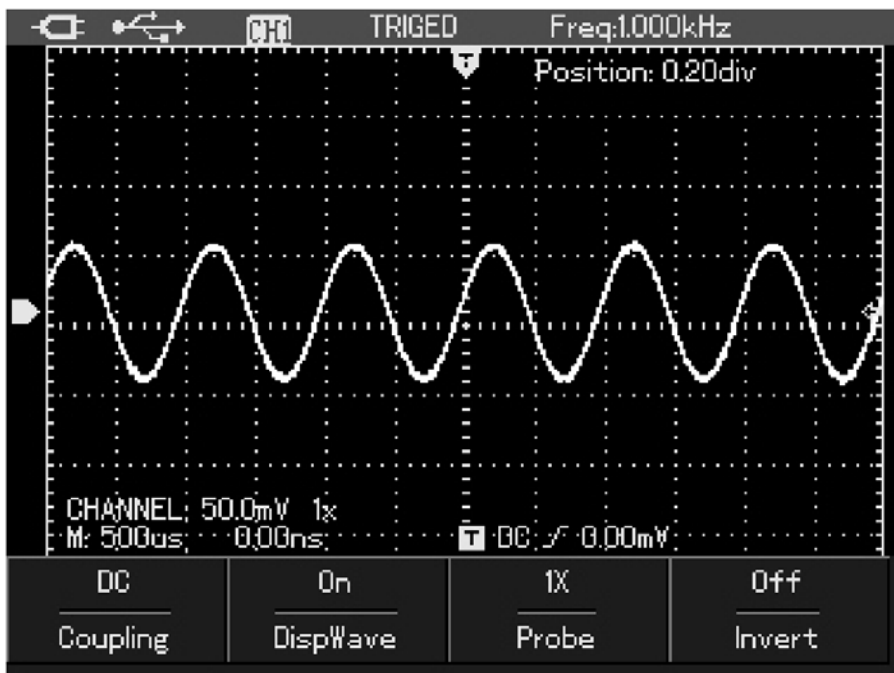 CH1 TRIGED Freq:1.000kHz
T
Position: 0.20div
CHANNEL: 50.0mV 1x
M: 500us 0.00ns T DC 0.00mV
DC On 1X Off
Coupling DispWave Probe Invert